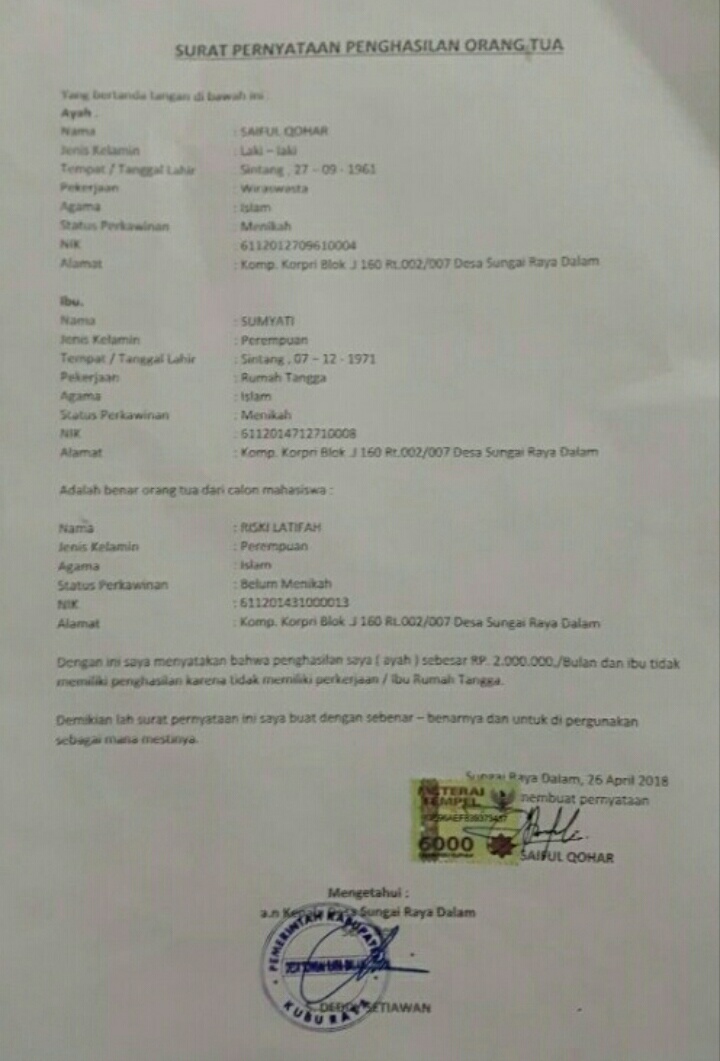 SURAT PERNYATAAN PENGHASILAN ORANG TUA
Yang bertanda tangan di bawah ini :
Ayah .
Nama : SAIFUL QOHAR
Jenis Kelamin : Laki – laki
Tempat / Tanggal Lahir : Sintang , 27 – 09 - 1961
Pekerjaan : Wiraswasta
Agama : Islam
Status Perkawinan : Menikah
NIK : 6112012709610004
Alamat : Komp. Korpri Blok J 160 Rt.002/007 Desa Sungai Raya Dalam
Ibu.
Nama : SUMYATI
Jenis Kelamin : Perempuan
Tempat / Tanggal Lahir : Sintang , 07 – 12 - 1971
Pekerjaan : Rumah Tangga
Agama : Islam
Status Perkawinan : Menikah
NIK : 6112014712710008
Alamat : Komp. Korpri Blok J 160 Rt.002/007 Desa Sungai Raya Dalam
Adalah benar orang tua dari calon mahasiswa :
Nama : RISKI LATIFAH
Jenis Kelamin : Perempuan
Agama : Islam
Status Perkawinan : Belum Menikah
NIK : 611201431000013
Alamat : Komp. Korpri Blok J 160 Rt.002/007 Desa Sungai Raya Dalam
Dengan ini saya menyatakan bahwa penghasilan saya ( ayah ) sebesar RP. 2.000.000,/Bulan dan ibu tidak
memiliki penghasilan karena tidak memiliki perkerjaan / Ibu Rumah Tangga.
Demikian lah surat pernyataan ini saya buat dengan sebenar – benarnya dan untuk di pergunakan
sebagai mana mestinya.
Sungai Raya Dalam, 26 April 2018
membuat pernyataan
METERAI
TEMPEL
6000
SAIFUL QOHAR
Mengetahui :
a.n Kepala Desa Sungai Raya Dalam
PEMERINTAH KABUPATEN
KUBU RAYA
SETIAWAN